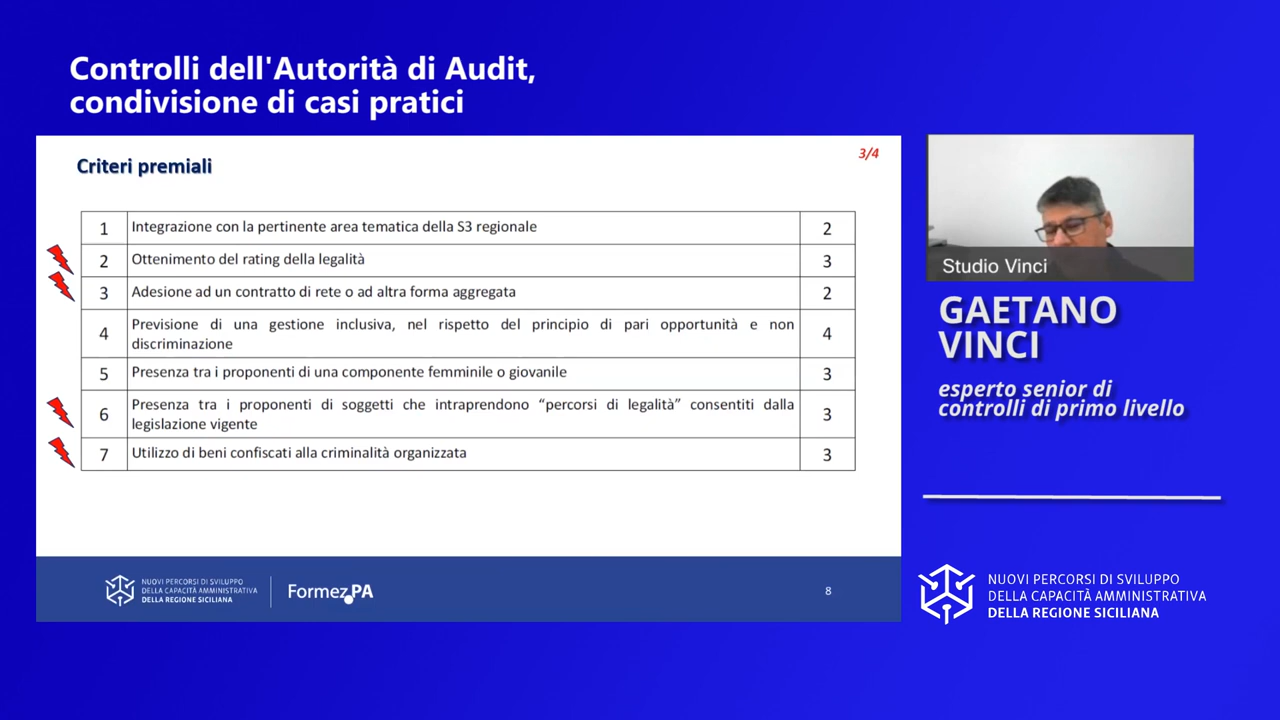 Controlli dell'Autorità di Audit,
condivisione di casi pratici
Criteri premiali
3/4
1 Integrazione con la pertinente area tematica della S3 regionale 2
2 Ottenimento del rating della legalità 3
3 Adesione ad un contratto di rete o ad altra forma aggregata 2
4 Previsione di una gestione inclusiva, nel rispetto del principio di pari opportunità e non
discriminazione 4
5 Presenza tra i proponenti di una componente femminile o giovanile 3
6 Presenza tra i proponenti di soggetti che intraprendono “percorsi di legalità” consentiti dalla
legislazione vigente 3
7 Utilizzo di beni confiscati alla criminalità organizzata 3
NUOVI PERCORSI DI SVILUPPO
DELLA CAPACITÀ AMMINISTRATIVA
DELLA REGIONE SICILIANA
Formez PA
8
Studio Vinci
GAETANO
VINCI
esperto senior di
controlli di primo livello
NUOVI PERCORSI DI SVILUPPO
DELLA CAPACITÀ AMMINISTRATIVA
DELLA REGIONE SICILIANA